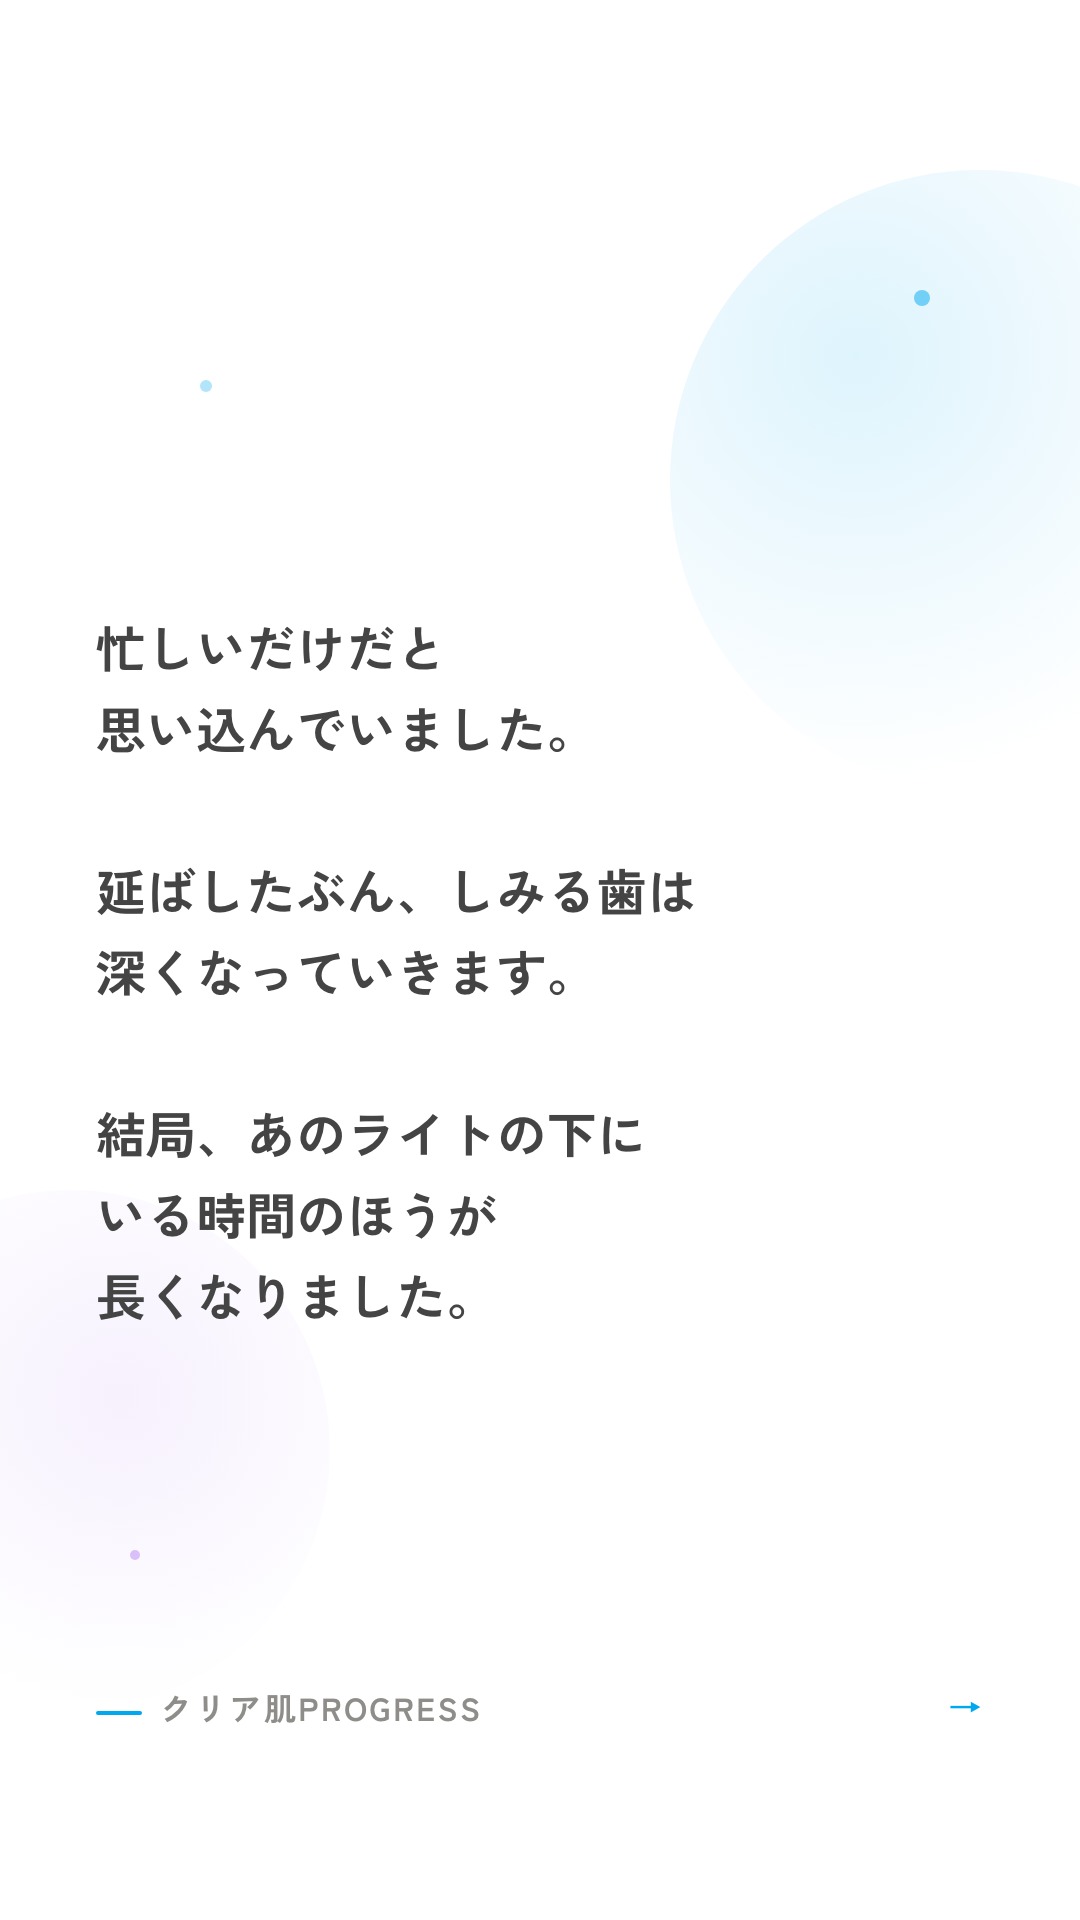 忙しいだけだと
思い込んでいました。
延ばしたぶん、しみる歯は
深くなっていきます。
結局、あのライトの下に
いる時間のほうが
長くなりました。
クリア肌PROGRESS
→